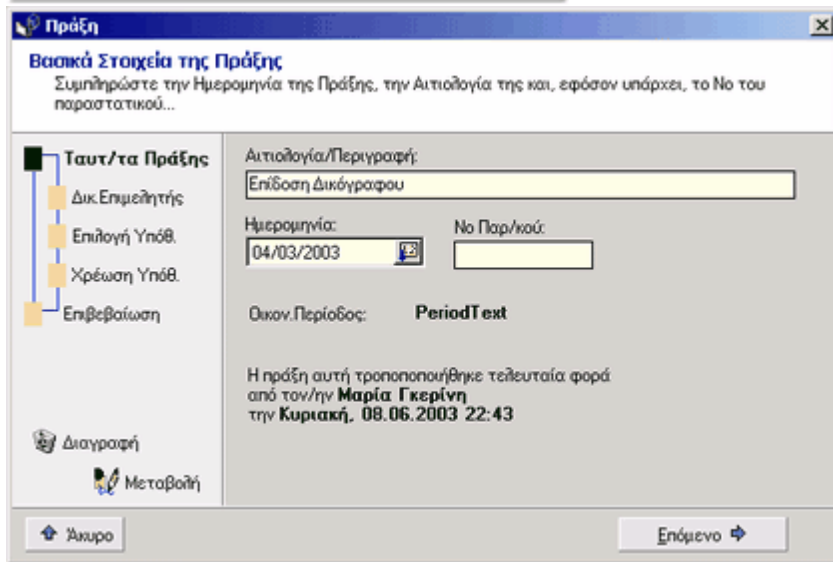 Πράξη
Βασικά Στοιχεία της Πράξης
Συμπληρώστε την Ημερομηνία της Πράξης, την Αιτιολογία της και, εφόσον υπάρχει, το Νο του
παραστατικού...
Ταυτ/τα Πράξης
Δικ.Επιμελητής
Επιλογή Υπόθ.
Χρέωση Υπόθ.
Επιβεβαίωση
Διαγραφή
Μεταβολή
Αιτιολογία/Περιγραφή:
Επίδοση Δικόγραφου
Ημερομηνία: Νο Παρ/κού:
04/03/2003
Οικον.Περίοδος: PeriodText
Η πράξη αυτή τροποποποιήθηκε τελευταία φορά
από τον/ην Μαρία Γκερίνη
την Κυριακή, 08.06.2003 22:43
Άκυρο Επόμενο